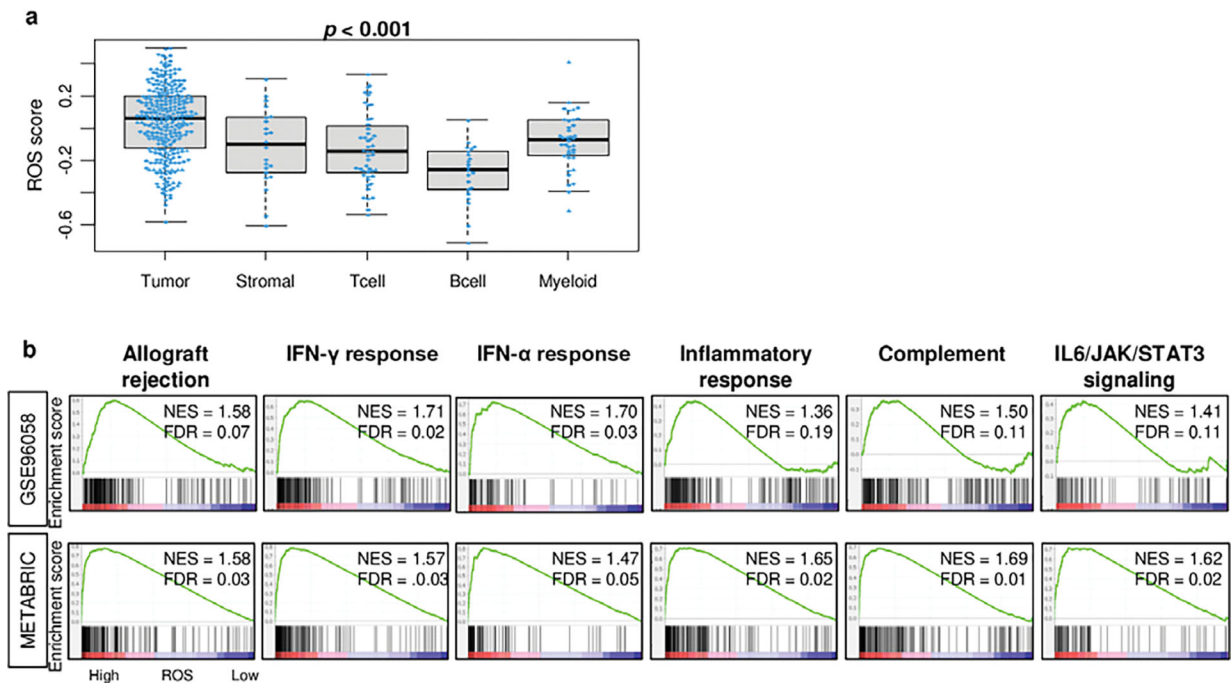 a
p < 0.001
ROS score
0.2
-0.2
-0.6
Tumor Stromal Tcell Bcell Myeloid
b
Allograft
rejection
IFN-γ response
IFN-α response
Inflammatory
response
Complement
IL6/JAK/STAT3
signaling
GSE96058
Enrichment score
NES = 1.58
FDR = 0.07
NES = 1.71
FDR = 0.02
NES = 1.70
FDR = 0.03
NES = 1.36
FDR = 0.19
NES = 1.50
FDR = 0.11
NES = 1.41
FDR = 0.11
METABRIC
Enrichment score
NES = 1.58
FDR = 0.03
NES = 1.57
FDR = .0.03
NES = 1.47
FDR = 0.05
NES = 1.65
FDR = 0.02
NES = 1.69
FDR = 0.01
NES = 1.62
FDR = 0.02
High ROS Low